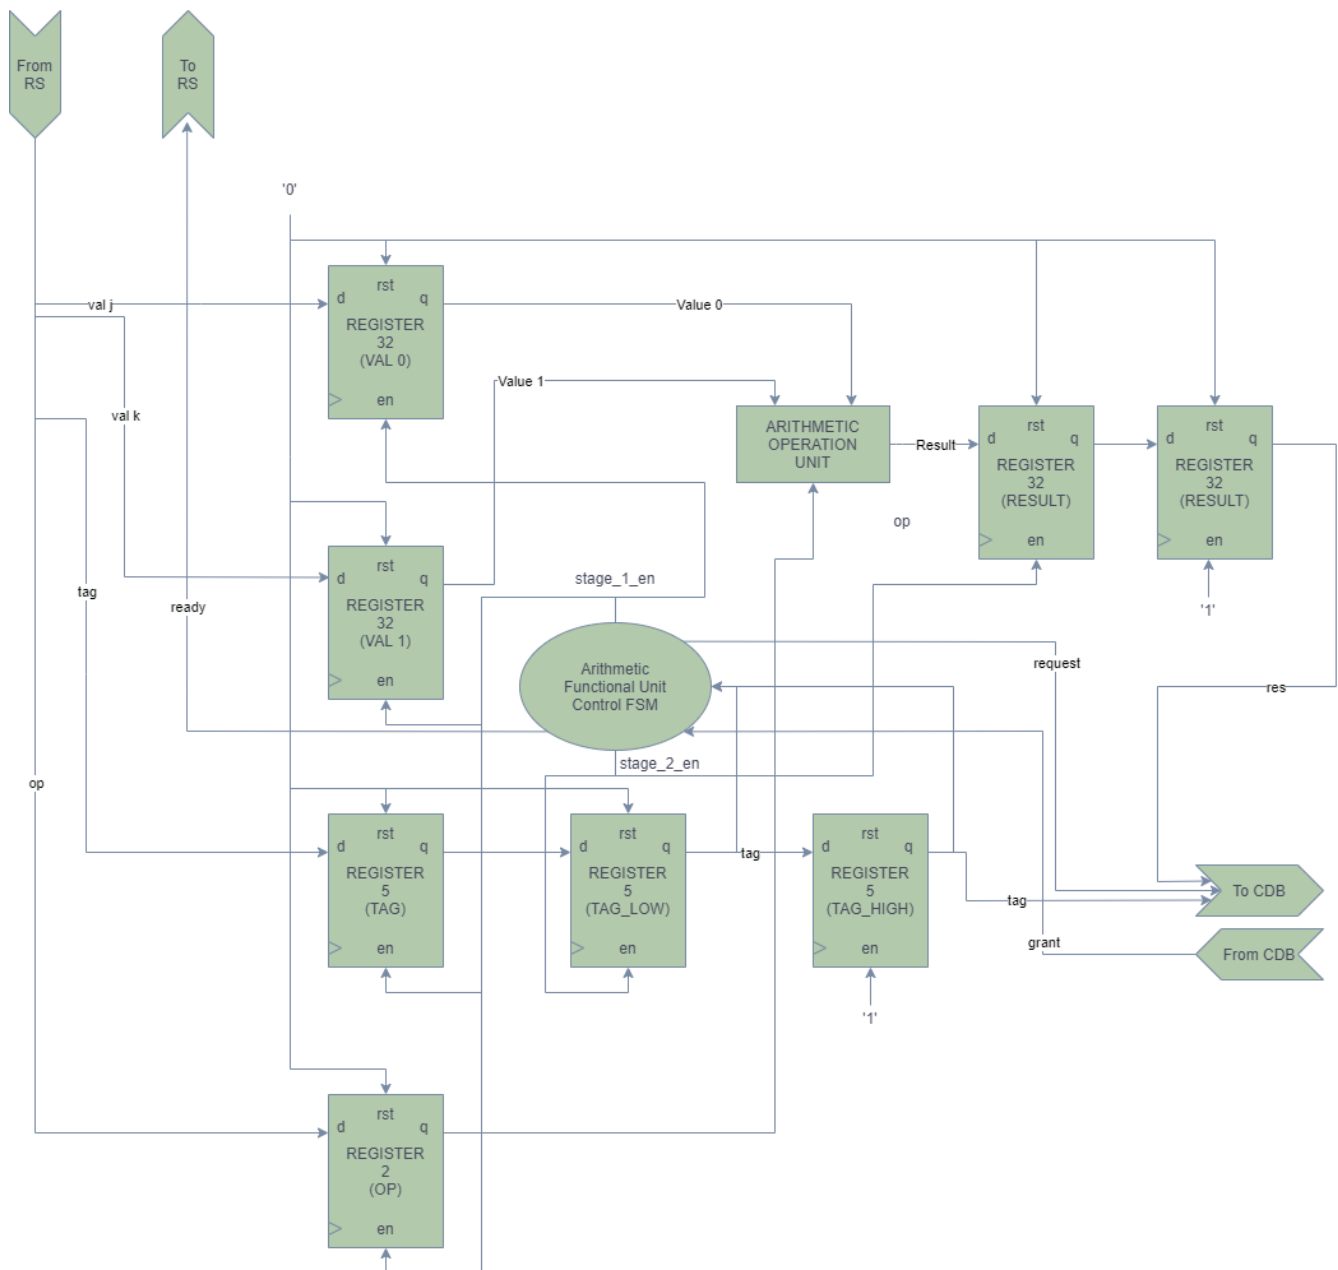 From
RS
To
RS
'0'
val j
val k
tag
ready
op
rst
d q
REGISTER
32
(VAL 0)
en
Value 0
Value 1
rst
d q
REGISTER
32
(VAL 1)
en
ARITHMETIC
OPERATION
UNIT
Result
op
rst
d q
REGISTER
32
(RESULT)
en
rst
d q
REGISTER
32
(RESULT)
en
'1'
stage_1_en
Arithmetic
Functional Unit
Control FSM
stage_2_en
request
res
rst
d q
REGISTER
5
(TAG)
en
rst
d q
REGISTER
5
(TAG_LOW)
en
tag
rst
d q
REGISTER
5
(TAG_HIGH)
en
'1'
tag
To CDB
grant
From CDB
rst
d q
REGISTER
2
(OP)
en